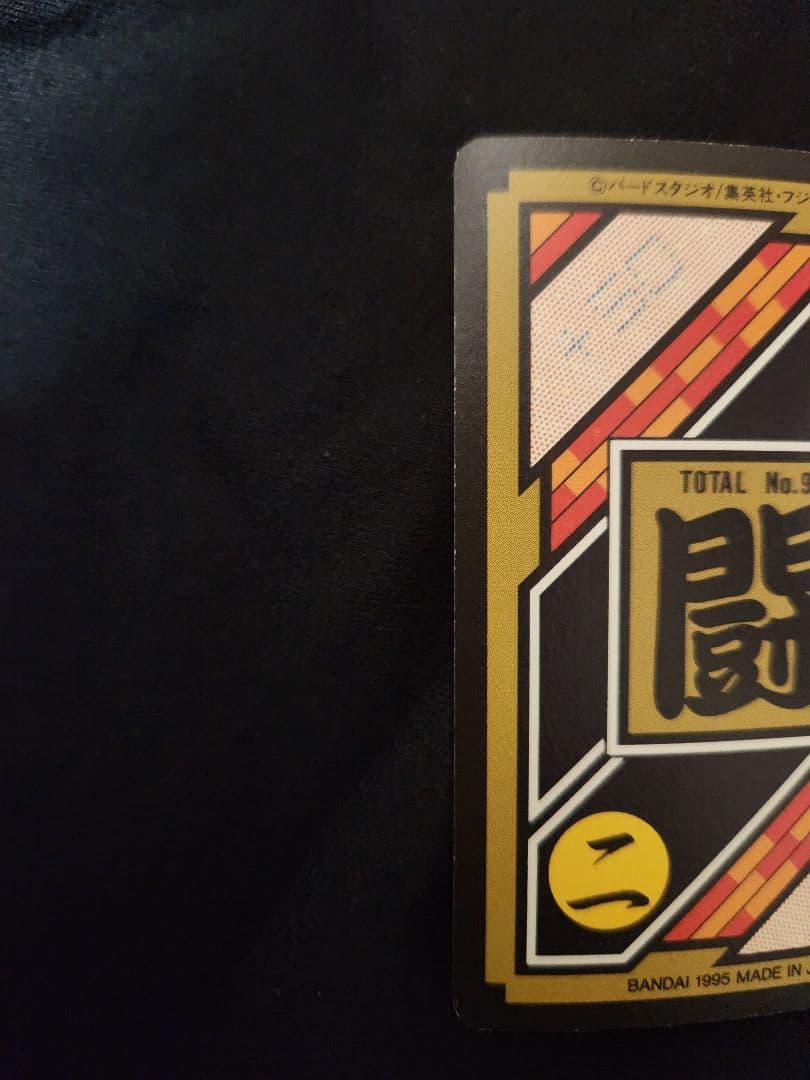 ©バードスタジオ/集英社・フジ
+50
TOTAL No.9
闘
二
BANDAI 1995 MADE IN J